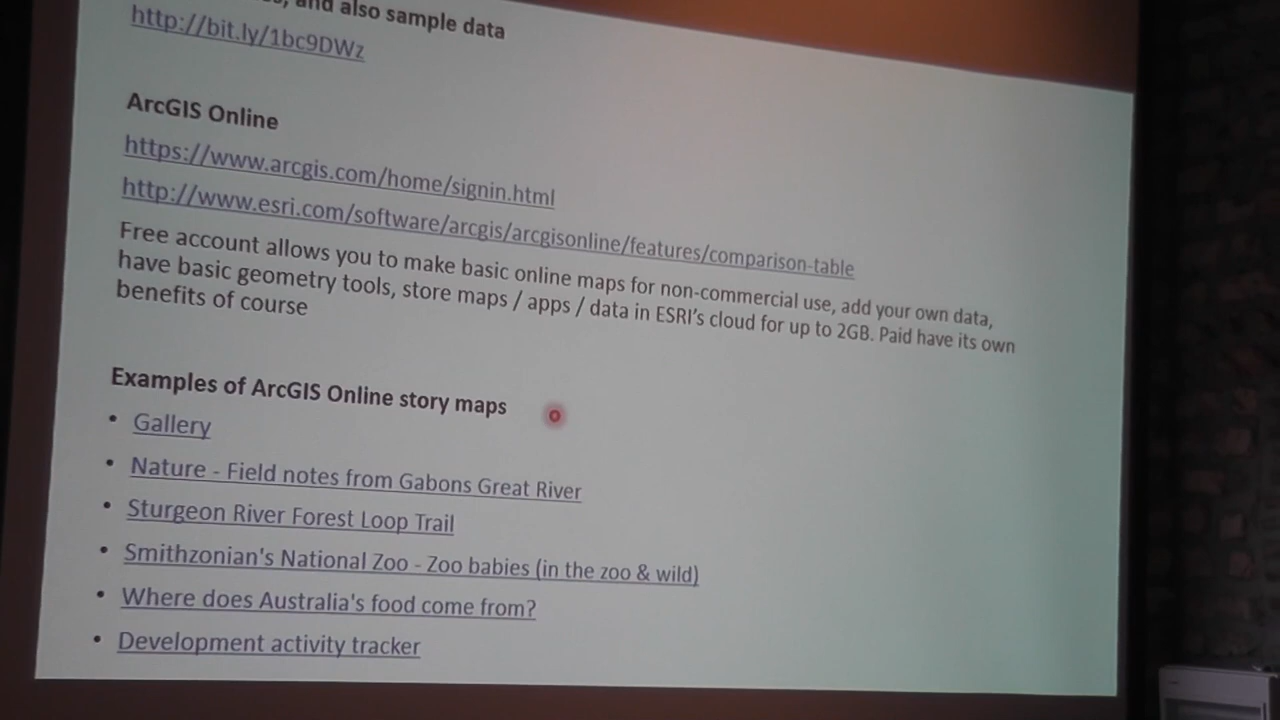 and also sample data
http://bit.ly/1bc9DWz
ArcGIS Online
https://www.arcgis.com/home/signin.html
http://www.esri.com/software/arcgis/arcgisonline/features/comparison-table
Free account allows you to make basic online maps for non-commercial use, add your own data,
have basic geometry tools, store maps / apps / data in ESRI's cloud for up to 2GB. Paid have its own
benefits of course
Examples of ArcGIS Online story maps
• Gallery
• Nature - Field notes from Gabons Great River
• Sturgeon River Forest Loop Trail
• Smithzonian's National Zoo - Zoo babies (in the zoo & wild)
• Where does Australia's food come from?
• Development activity tracker